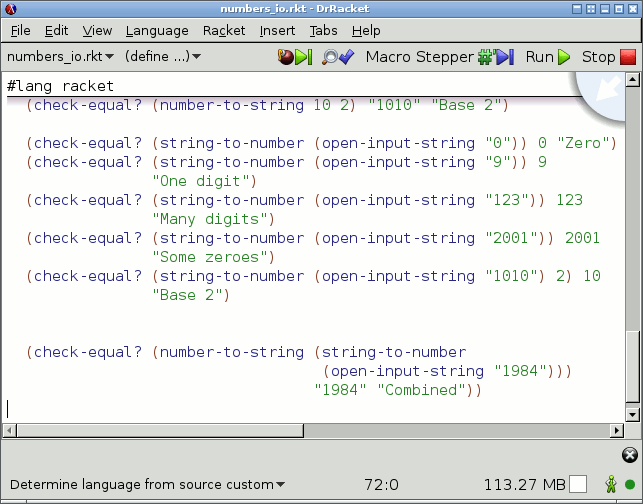 numbers_io.rkt - DrRacket
File Edit View Language Racket Insert Tabs Help
numbers_io.rkt (define ...) Macro Stepper Run Stop
#lang racket
(check-equal? (number-to-string 10 2) "1010" "Base 2")
(check-equal? (string-to-number (open-input-string "0")) 0 "Zero")
(check-equal? (string-to-number (open-input-string "9")) 9
"One digit")
(check-equal? (string-to-number (open-input-string "123")) 123
"Many digits")
(check-equal? (string-to-number (open-input-string "2001")) 2001
"Some zeroes")
(check-equal? (string-to-number (open-input-string "1010") 2) 10
"Base 2")
(check-equal? (number-to-string (string-to-number
(open-input-string "1984")))
"1984" "Combined"))
Determine language from source custom 72:0 113.27 MB